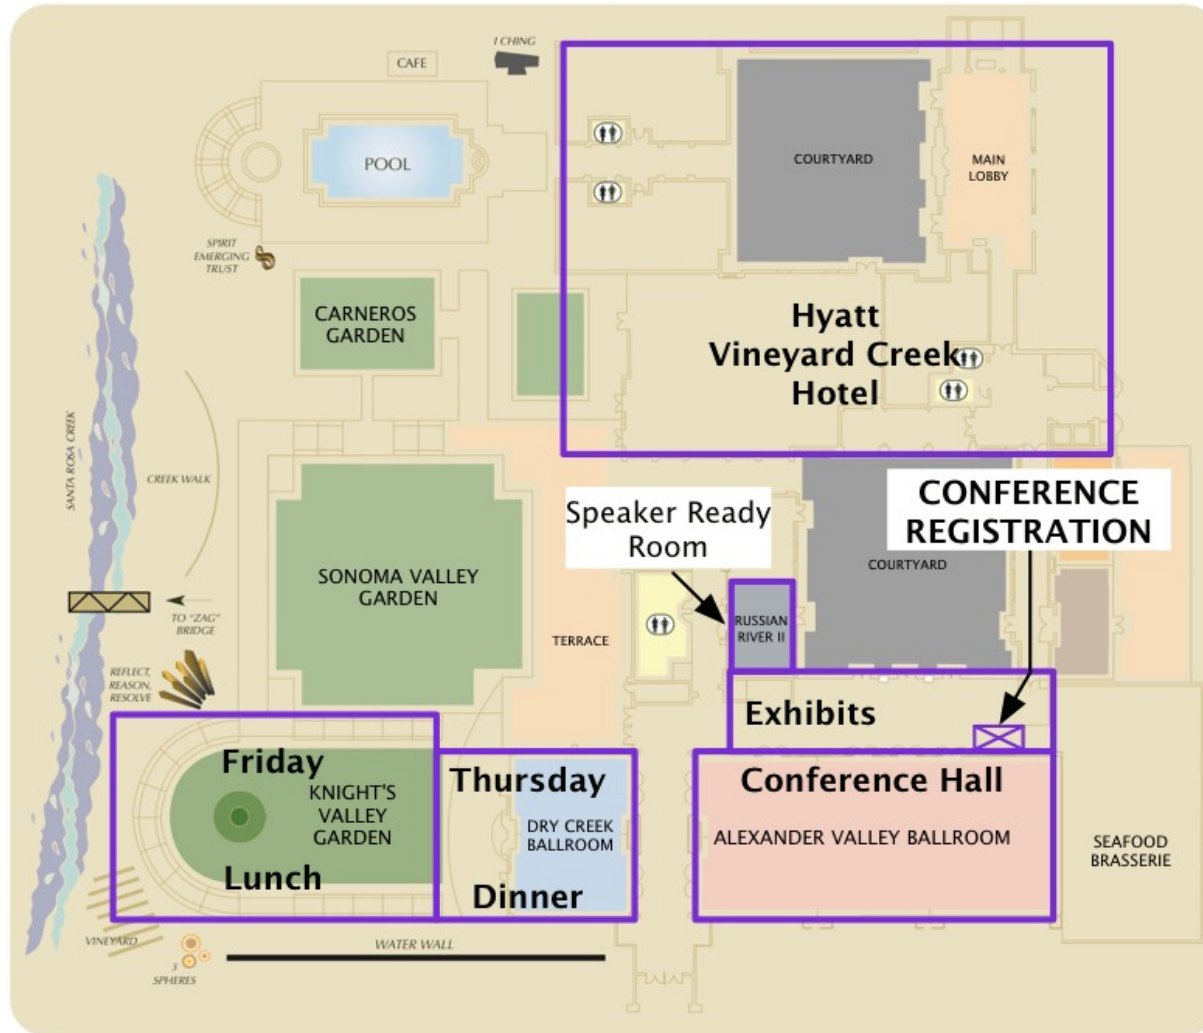 I CHING
CAFE
POOL
COURTYARD
MAIN
LOBBY
SPIRIT
EMERGING
TRUST
CARNEROS
GARDEN
Hyatt
Vineyard Creek
Hotel
SANTA ROSA CREEK
CREEK WALK
Speaker Ready
Room
CONFERENCE
REGISTRATION
SONOMA VALLEY
GARDEN
COURTYARD
TO "ZAG"
BRIDGE
TERRACE
RUSSIAN
RIVER II
REFLECT,
REASON,
RESOLVE
Exhibits
Friday
KNIGHT'S
VALLEY
GARDEN
Lunch
Thursday
DRY CREEK
BALLROOM
Dinner
Conference Hall
ALEXANDER VALLEY BALLROOM
SEAFOOD
BRASSERIE
VINEYARD
3
SPHERES
WATER WALL